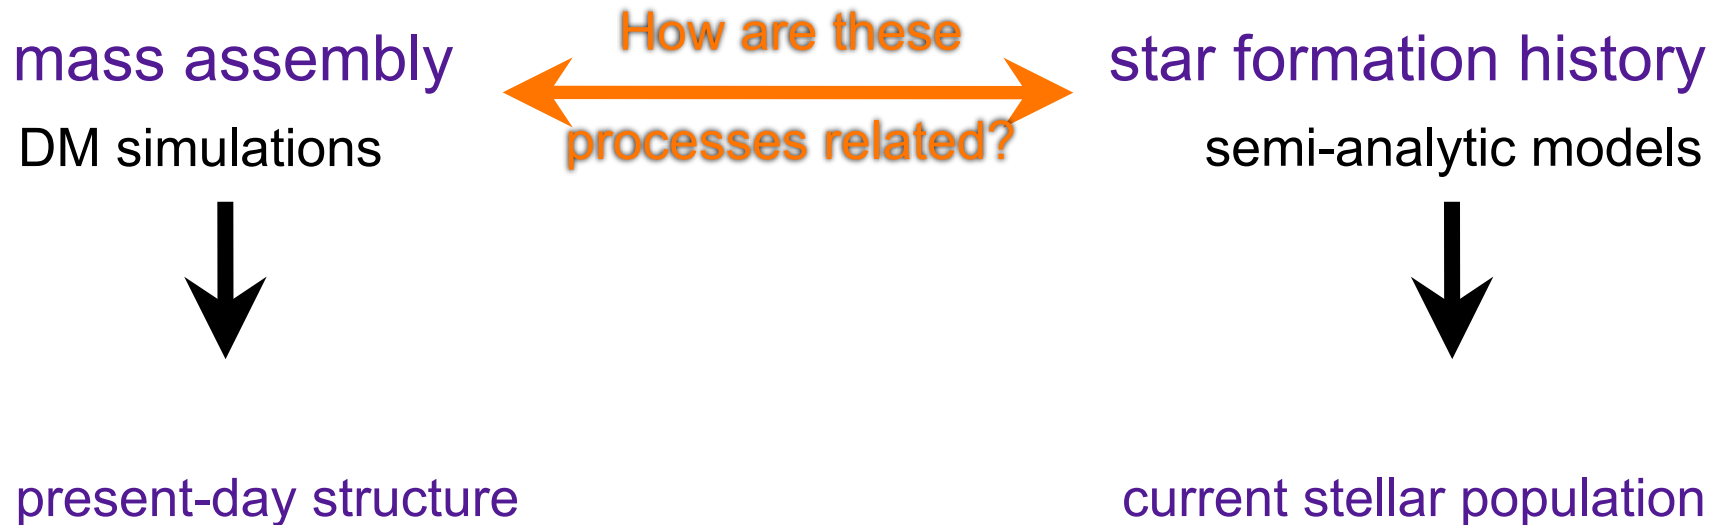 mass assembly
How are these
processes related?
star formation history
DM simulations
semi-analytic models
present-day structure
current stellar population